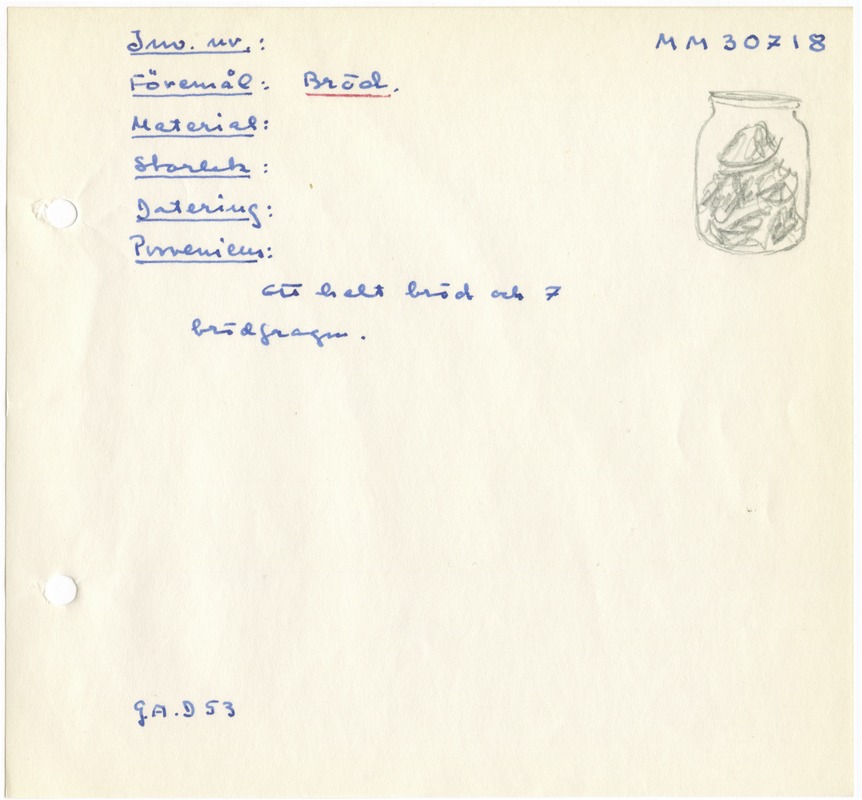 Inv. nr.: MM 30718
Föremål: Bröd.
Material:
Storlek:
Datering:
Proveniens:
Ett helt bröd och 7
brödfragm.
G.A.D 53